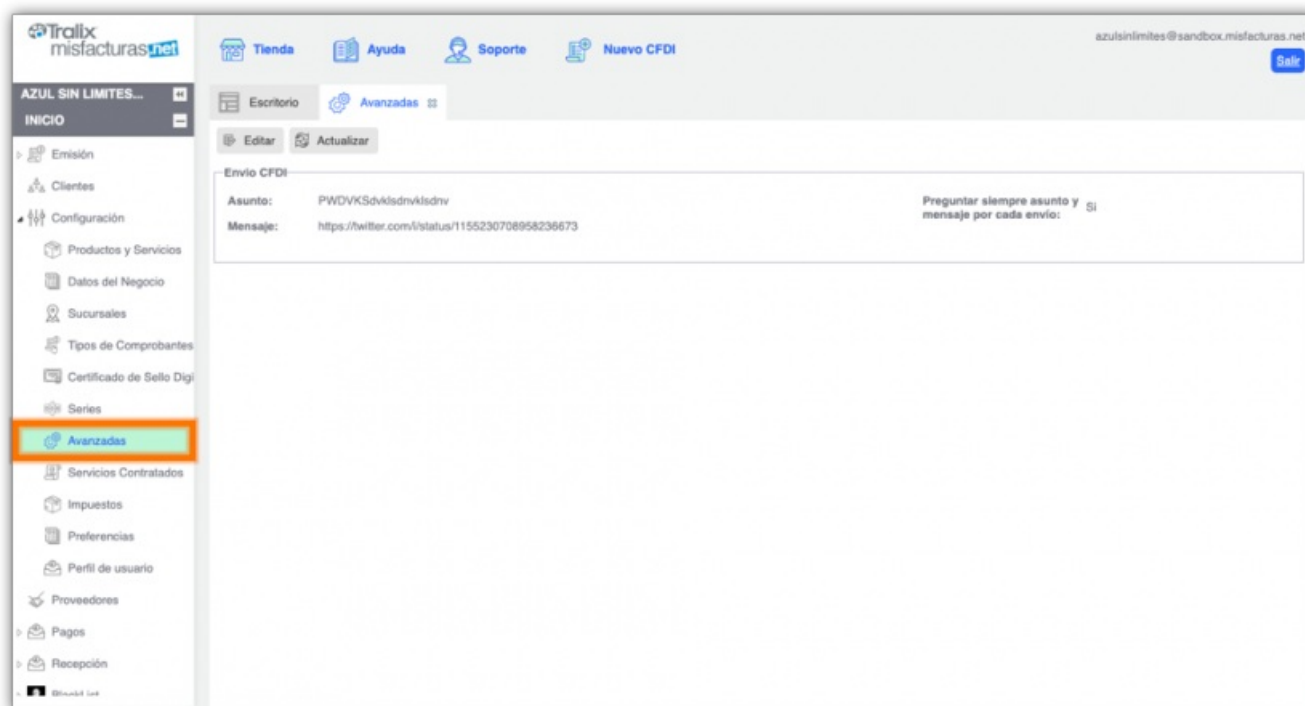 Tralix
misfacturas.net
Tienda
Ayuda
Soporte
Nuevo CFDI
azulsinlimites@sandbox.misfacturas.net
Salir
AZUL SIN LIMITES...
INICIO
Escritorio
Avanzadas
Editar
Actualizar
Emisión
Clientes
Configuración
Productos y Servicios
Datos del Negocio
Sucursales
Tipos de Comprobantes
Certificado de Sello Digi
Series
Avanzadas
Servicios Contratados
Impuestos
Preferencias
Perfil de usuario
Proveedores
Pagos
Recepción
BlackList
Envio CFDI
Asunto: PWDVKSdvklsdnvklsdnv
Mensaje: https://twitter.com/i/status/1155230708958236673
Preguntar siempre asunto y
mensaje por cada envío: Si